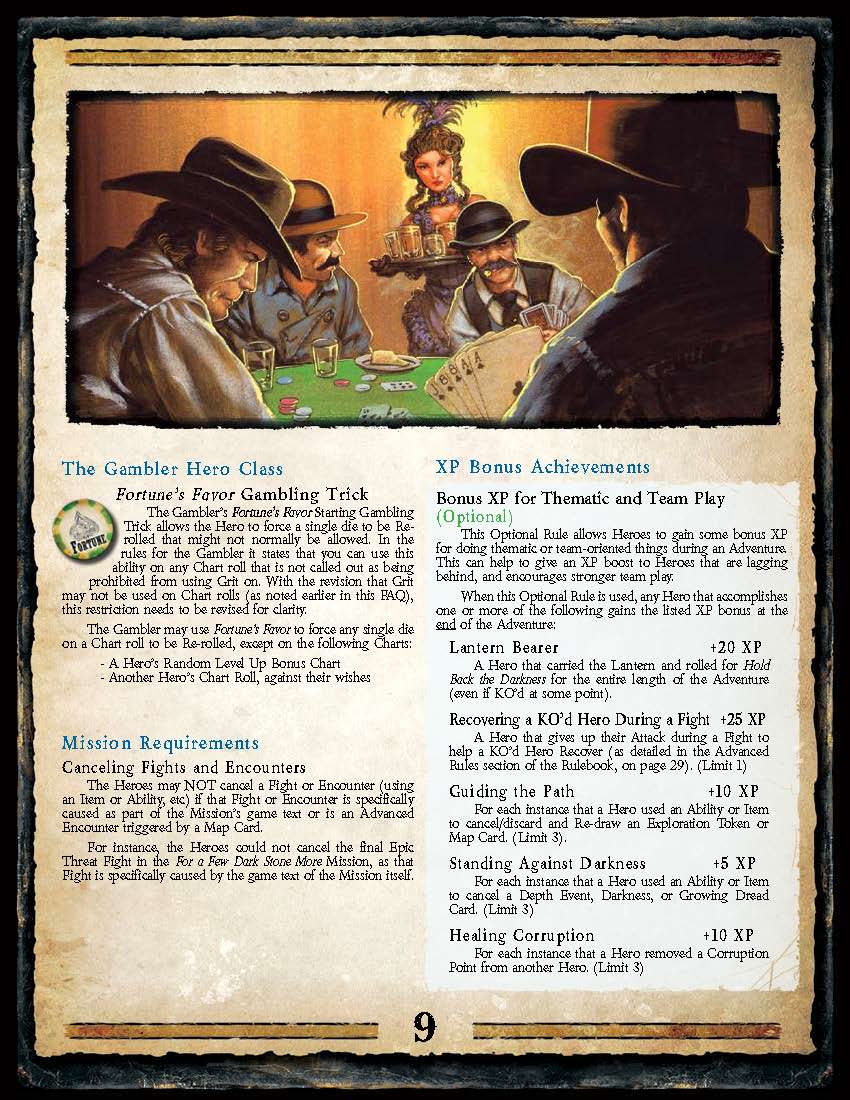 The Gambler Hero Class
Fortune's Favor Gambling Trick
FORTUNE
The Gambler's Fortune's Favor Starting Gambling
Trick allows the Hero to force a single die to be Re-
rolled that might not normally be allowed. In the
rules for the Gambler it states that you can use this
ability on any Chart roll that is not called out as being
prohibited from using Grit on. With the revision that Grit
may not be used on Chart rolls (as noted earlier in this FAQ),
this restriction needs to be revised for clarity.
The Gambler may use Fortune's Favor to force any single die
on a Chart roll to be Re-rolled, except on the following Charts:
- A Hero's Random Level Up Bonus Chart
- Another Hero's Chart Roll, against their wishes
Mission Requirements
Canceling Fights and Encounters
The Heroes may NOT cancel a Fight or Encounter (using
an Item or Ability, etc) if that Fight or Encounter is specifically
caused as part of the Mission's game text or is an Advanced
Encounter triggered by a Map Card.
For instance, the Heroes could not cancel the final Epic
Threat Fight in the For a Few Dark Stone More Mission, as that
Fight is specifically caused by the game text of the Mission itself.
XP Bonus Achievements
Bonus XP for Thematic and Team Play
(Optional)
This Optional Rule allows Heroes to gain some bonus XP
for doing thematic or team-oriented things during an Adventure.
This can help to give an XP boost to Heroes that are lagging
behind, and encourages stronger team play.
When this Optional Rule is used, any Hero that accomplishes
one or more of the following gains the listed XP bonus at the
end of the Adventure:
Lantern Bearer +20 XP
A Hero that carried the Lantern and rolled for Hold
Back the Darkness for the entire length of the Adventure
(even if KO'd at some point).
Recovering a KO'd Hero During a Fight +25 XP
A Hero that gives up their Attack during a Fight to
help a KO'd Hero Recover (as detailed in the Advanced
Rules section of the Rulebook, on page 29). (Limit 1)
Guiding the Path +10 XP
For each instance that a Hero used an Ability or Item
to cancel/discard and Re-draw an Exploration Token or
Map Card. (Limit 3).
Standing Against Darkness +5 XP
For each instance that a Hero used an Ability or Item
to cancel a Depth Event, Darkness, or Growing Dread
Card. (Limit 3)
Healing Corruption +10 XP
For each instance that a Hero removed a Corruption
Point from another Hero. (Limit 3)
9